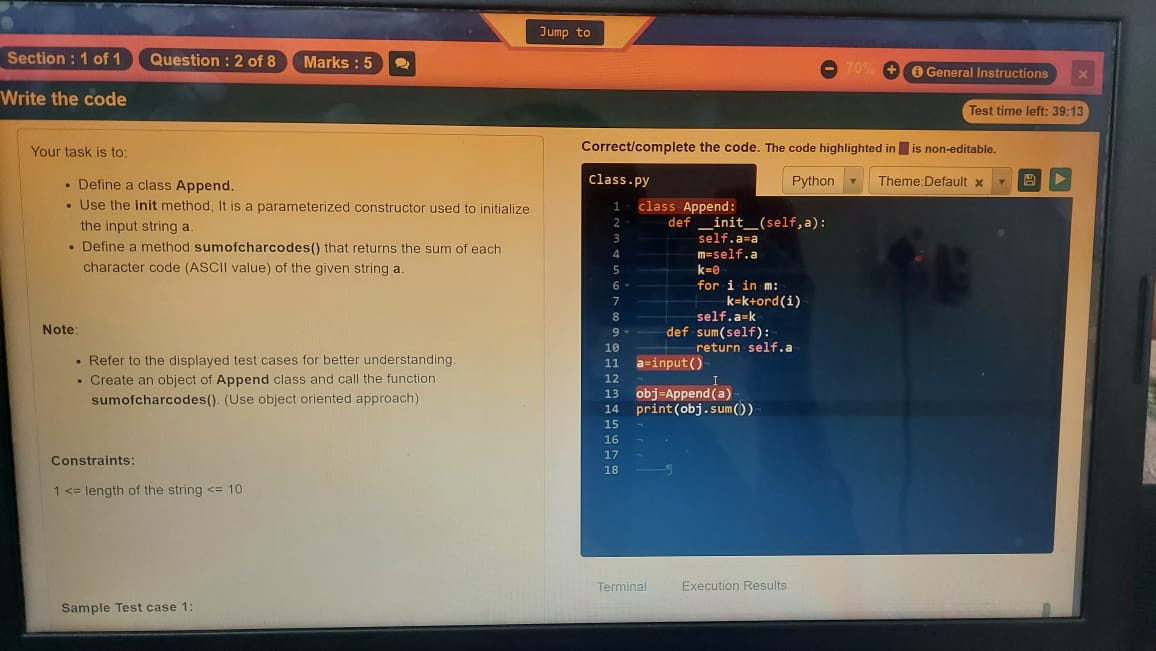 Jump to
Section : 1 of 1
Question : 2 of 8
Marks : 5
70%
General Instructions
Write the code
Test time left: 39:13
Your task is to:
• Define a class Append.
• Use the init method, It is a parameterized constructor used to initialize
the input string a.
• Define a method sumofcharcodes() that returns the sum of each
character code (ASCII value) of the given string a.
Note:
• Refer to the displayed test cases for better understanding.
• Create an object of Append class and call the function
sumofcharcodes(). (Use object oriented approach)
Constraints:
1 <= length of the string <= 10
Sample Test case 1:
Correct/complete the code. The code highlighted in is non-editable.
Class.py
Python
Theme:Default x
1 class Append:
2 def __init__(self,a):
3 self.a=a
4 m=self.a
5 k=0
6 for i in m:
7 k=k+ord(i)
8 self.a=k
9 def sum(self):
10 return self.a
11 a=input()
12
13 obj=Append(a)
14 print(obj.sum())
15
16
17
18
Terminal
Execution Results